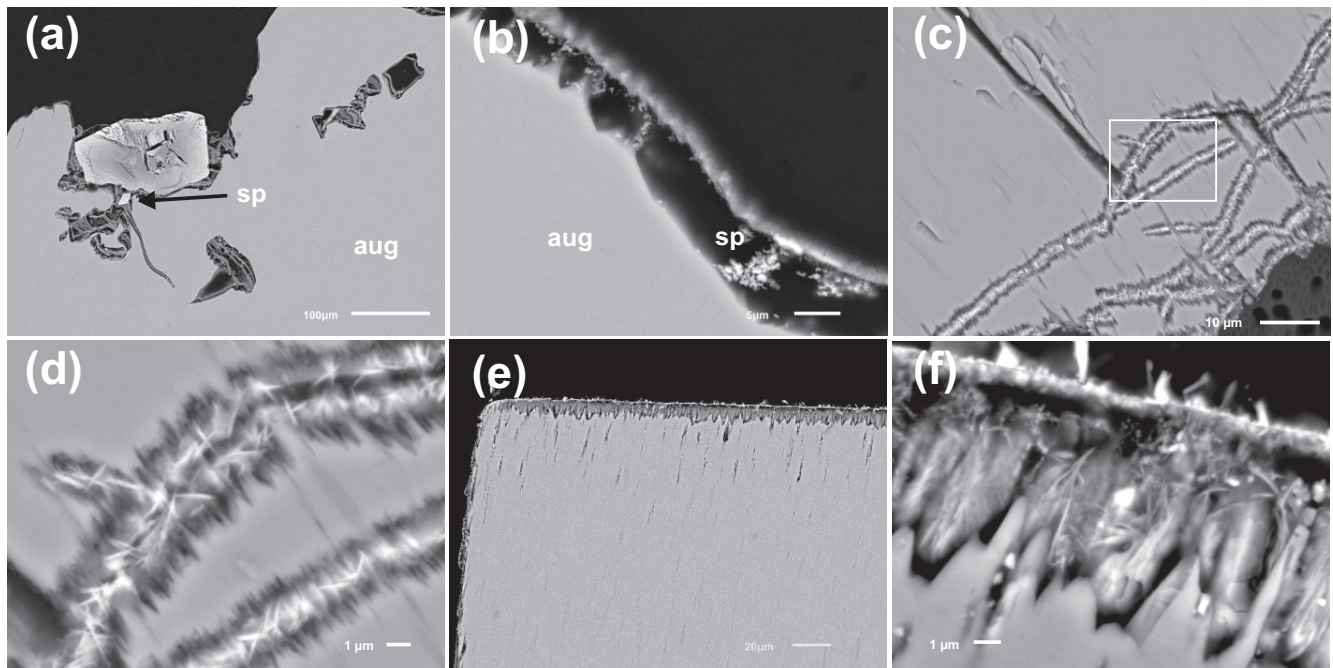 (a)
sp
aug
100µm
(b)
aug
sp
5µm
(c)
10 µm
(d)
1 µm
(e)
20µm
(f)
1 µm